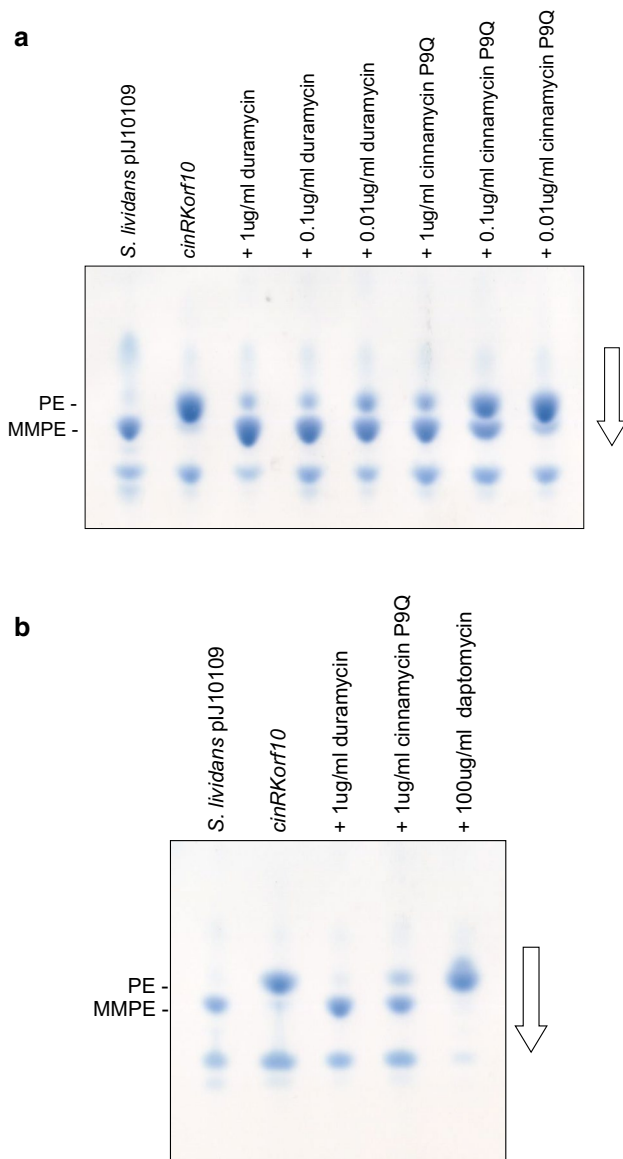 a
S. lividans pIJ10109
cinRKorf10
+ 1ug/ml duramycin
+ 0.1ug/ml duramycin
+ 0.01ug/ml duramycin
+ 1ug/ml cinnamycin P9Q
+ 0.1ug/ml cinnamycin P9Q
+ 0.01ug/ml cinnamycin P9Q
PE -
MMPE -
b
S. lividans pIJ10109
cinRKorf10
+ 1ug/ml duramycin
+ 1ug/ml cinnamycin P9Q
+ 100ug/ml daptomycin
PE -
MMPE -